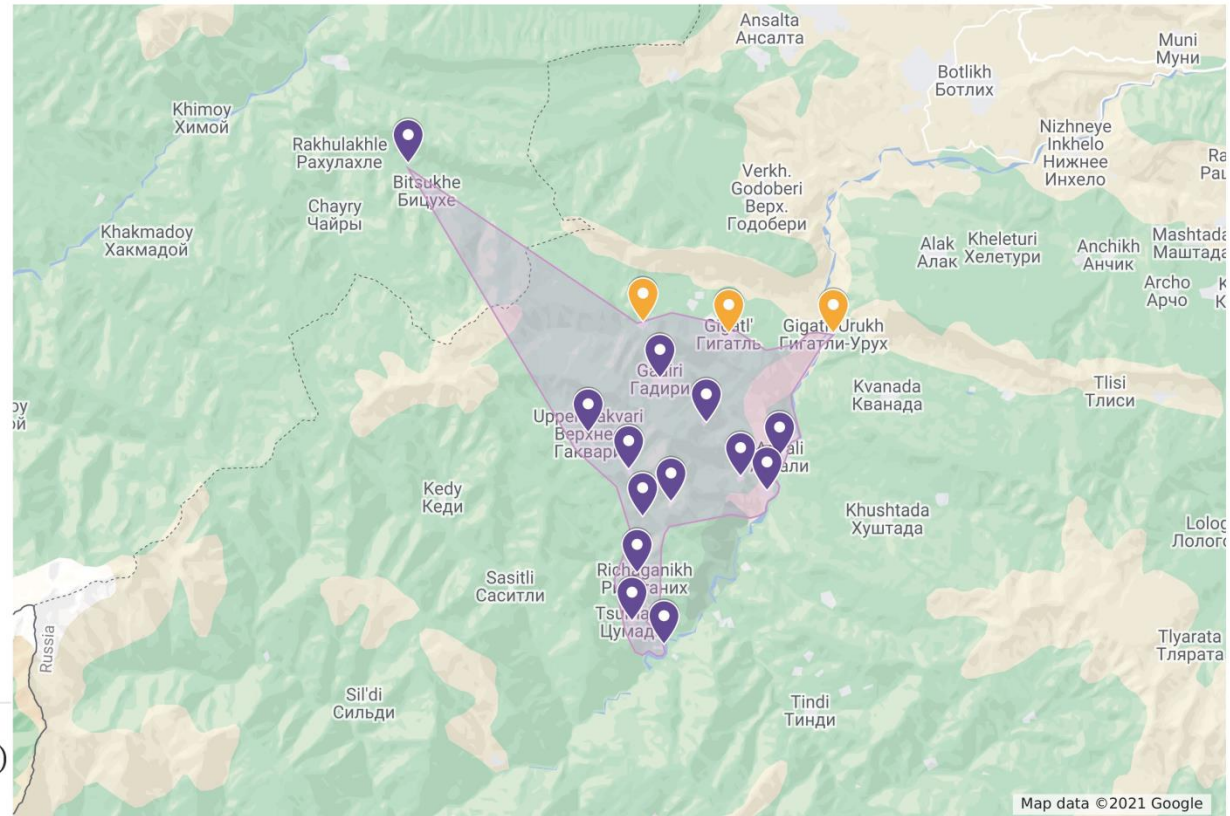 Ansalta
Ансалта
Muni
Муни
Botlikh
Ботлих
Khimoy
Химой
Rakhulakhle
Рахулахле
Nizhneye
Inkhelo
Нижнее
Инхело
Bitsukhe
Бицухе
Verkh.
Godoberi
Верх.
Годобери
Chayry
Чайры
Khakmadoy
Хакмадой
Alak
Алак
Kheleturi
Хелетури
Anchikh
Анчик
Mashtada
Маштада
Archo
Арчо
Gigatl'
Гигатль
Gigatli-Urukh
Гигатли-Урух
Gadiri
Гадири
Kvanada
Кванада
Tlisi
Тлиси
Kedy
Кеди
Khushtada
Хуштада
Sasitli
Саситли
Russia
Tlyarata
Тлярата
Sil'di
Сильди
Tindi
Тинди
)
Map data ©2021 Google